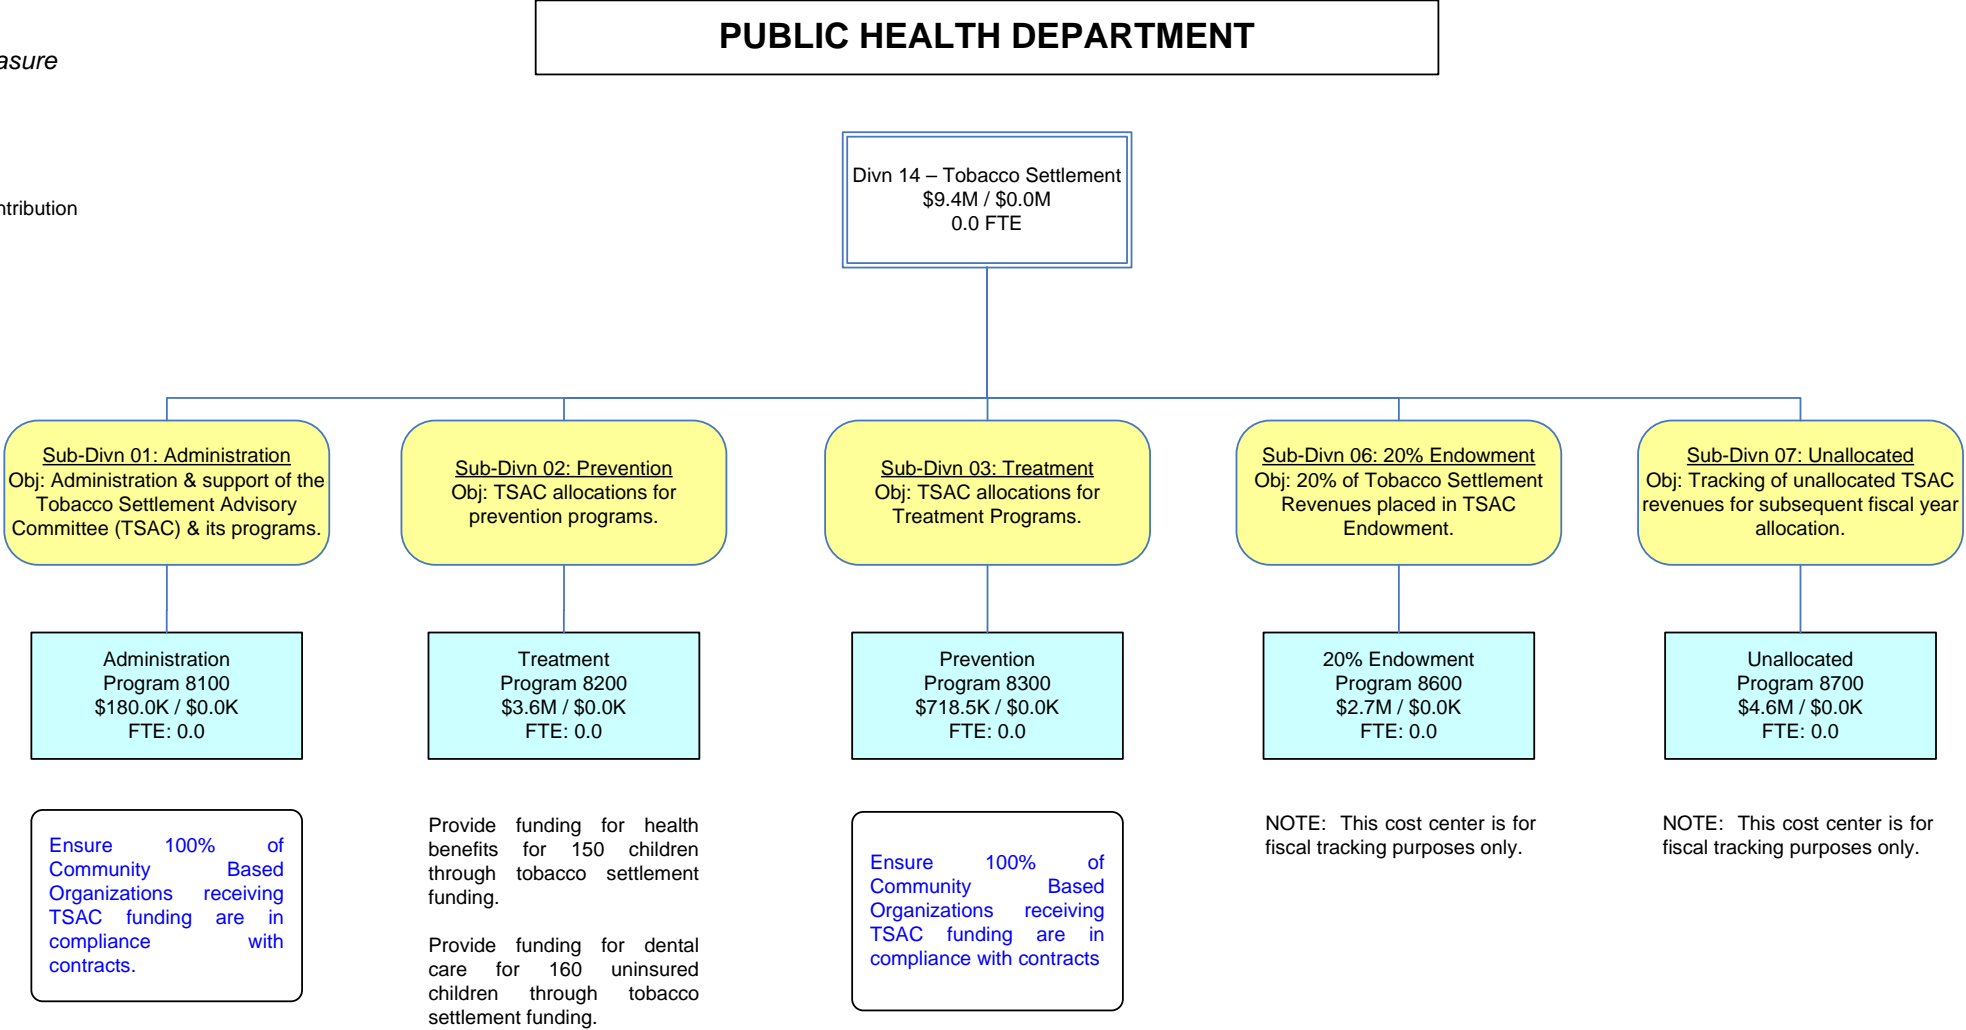 PUBLIC HEALTH DEPARTMENT
Divn 14 – Tobacco Settlement
$9.4M / $0.0M
0.0 FTE
Sub-Divn 01: Administration
Obj: Administration & support of the
Tobacco Settlement Advisory
Committee (TSAC) & its programs.
Sub-Divn 02: Prevention
Obj: TSAC allocations for
prevention programs.
Sub-Divn 03: Treatment
Obj: TSAC allocations for
Treatment Programs.
Sub-Divn 06: 20% Endowment
Obj: 20% of Tobacco Settlement
Revenues placed in TSAC
Endowment.
Sub-Divn 07: Unallocated
Obj: Tracking of unallocated TSAC
revenues for subsequent fiscal year
allocation.
Administration
Program 8100
$180.0K / $0.0K
FTE: 0.0
Treatment
Program 8200
$3.6M / $0.0K
FTE: 0.0
Prevention
Program 8300
$718.5K / $0.0K
FTE: 0.0
20% Endowment
Program 8600
$2.7M / $0.0K
FTE: 0.0
Unallocated
Program 8700
$4.6M / $0.0K
FTE: 0.0
Ensure 100% of
Community Based
Organizations receiving
TSAC funding are in
compliance with
contracts.
Provide funding for health
benefits for 150 children
through tobacco settlement
funding.
Provide funding for dental
care for 160 uninsured
children through tobacco
settlement funding.
Ensure 100% of
Community Based
Organizations receiving
TSAC funding are in
compliance with contracts
NOTE: This cost center is for
fiscal tracking purposes only.
NOTE: This cost center is for
fiscal tracking purposes only.